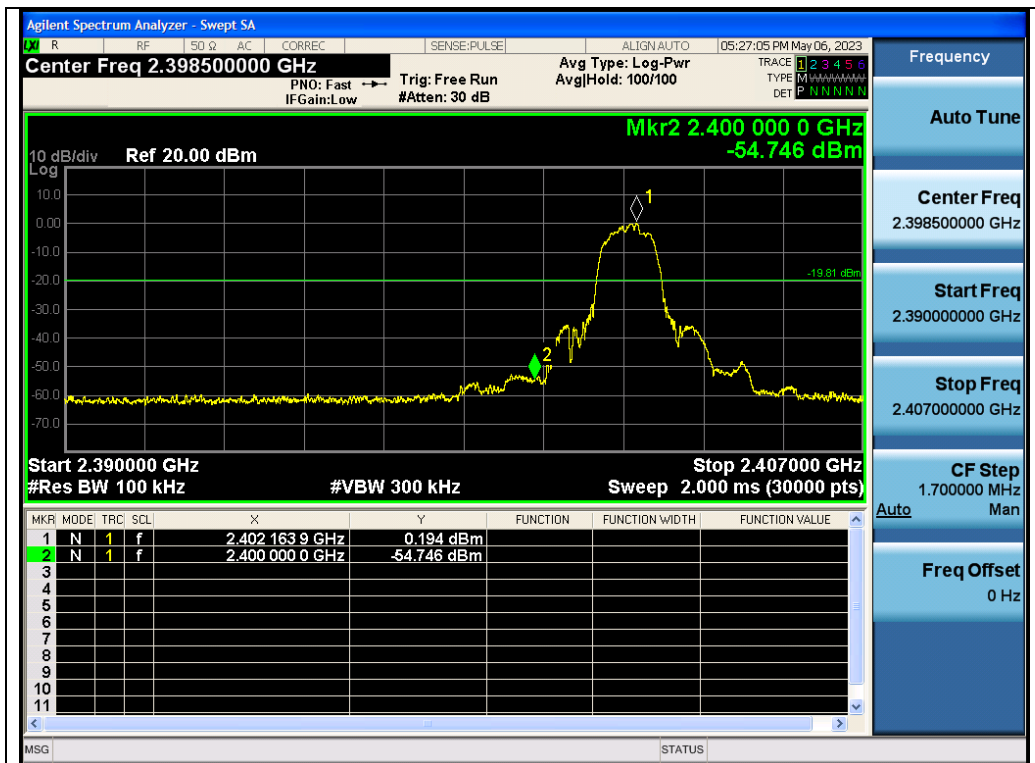 Agilent Spectrum Analyzer - Swept SA
LXI R RF 50 Ω AC CORREC SENSE:PULSE ALIGN AUTO 05:27:05 PM May 06, 2023
Center Freq 2.398500000 GHz
PNO: Fast
IFGain:Low
Trig: Free Run
#Atten: 30 dB
Avg Type: Log-Pwr
Avg|Hold: 100/100
TRACE 1 2 3 4 5 6
TYPE M W W W W W
DET P N N N N N
Mkr2 2.400 000 0 GHz
-54.746 dBm
10 dB/div Ref 20.00 dBm
Log
10.0
0.00
-10.0
-20.0
-30.0
-40.0
-50.0
-60.0
-70.0
1
-19.81 dBm
2
Start 2.390000 GHz Stop 2.407000 GHz
#Res BW 100 kHz #VBW 300 kHz Sweep 2.000 ms (30000 pts)
MKR MODE TRC SCL X Y FUNCTION FUNCTION WIDTH FUNCTION VALUE
1 N 1 f 2.402 163 9 GHz 0.194 dBm
2 N 1 f 2.400 000 0 GHz -54.746 dBm
3
4
5
6
7
8
9
10
11
MSG STATUS
Frequency
Auto Tune
Center Freq
2.398500000 GHz
Start Freq
2.390000000 GHz
Stop Freq
2.407000000 GHz
CF Step
1.700000 MHz
Auto Man
Freq Offset
0 Hz